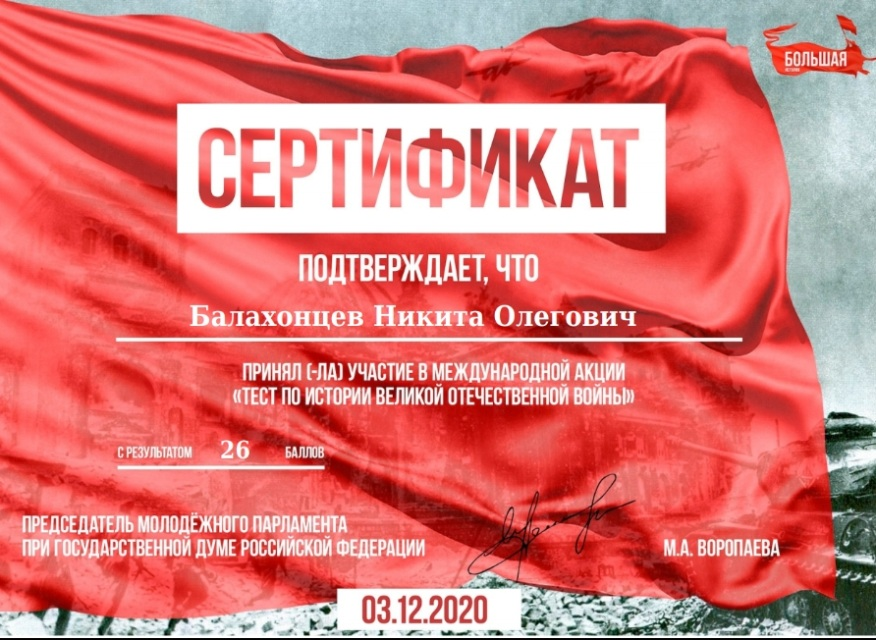 БОЛЬШАЯ
СЕРТИФИКАТ
ПОДТВЕРЖДАЕТ, ЧТО
Балахонцев Никита Олегович
ПРИНЯЛ (-ЛА) УЧАСТИЕ В МЕЖДУНАРОДНОЙ АКЦИИ
«ТЕСТ ПО ИСТОРИИ ВЕЛИКОЙ ОТЕЧЕСТВЕННОЙ ВОЙНЫ»
С РЕЗУЛЬТАТОМ 26 БАЛЛОВ
ПРЕДСЕДАТЕЛЬ МОЛОДЁЖНОГО ПАРЛАМЕНТА
ПРИ ГОСУДАРСТВЕННОЙ ДУМЕ РОССИЙСКОЙ ФЕДЕРАЦИИ М.А. ВОРОПАЕВА
03.12.2020